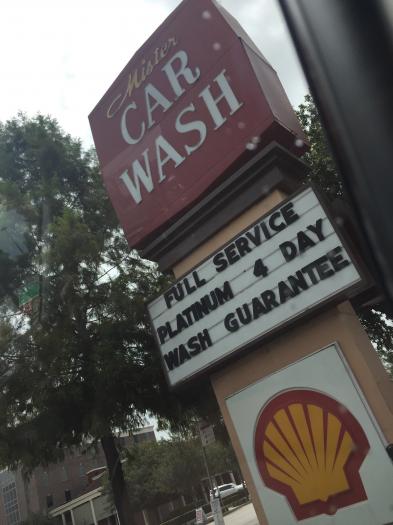 Mister
CAR
WASH
FULL SERVICE
PLATINUM 4 DAY
WASH GUARANTEE